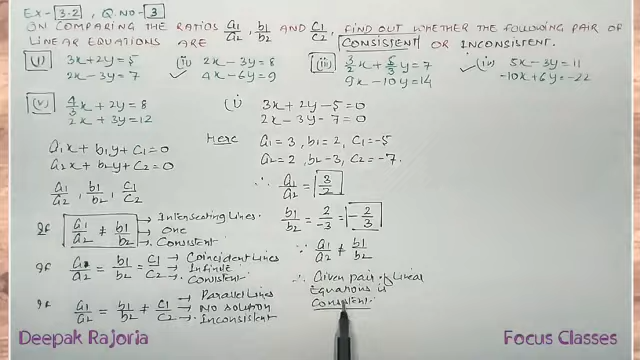 EX-3.2, Q.NO-3
ON COMPARING THE RATIOS a1/a2, b1/b2 AND C1/C2, FIND OUT WHETHER THE FOLLOWING PAIR OF
LINEAR EQUATIONS ARE CONSISTENT OR INCONSISTENT.
(i) 3x+2y=5 (ii) 2x-3y=8 (iii) 3/2x+5/3y=7 (iv) 5x-3y=11
2x-3y=7 4x-6y=9 9x-10y=14 -10x+6y=-22
(v) 4/3x+2y=8
2x+3y=12
a1x+b1y+C1=0
a2x+b2y+C2=0
a1/a2, b1/b2, C1/C2
If a1/a2 ≠ b1/b2 → Intersecting Lines.
→ One
→ Consistent
If a1/a2 = b1/b2 = C1/C2 → Coincident Lines
→ Infinite
→ Consistent
If a1/a2 = b1/b2 ≠ C1/C2 → Parallel Lines
→ No solution
→ Inconsistent
(i) 3x+2y-5=0
2x-3y-7=0
Here a1=3, b1=2, C1=-5
a2=2, b2-3, C2=-7.
∴ a1/a2 = 3/2
b1/b2 = 2/-3 = -2/3
∵ a1/a2 ≠ b1/b2
∴ Given pair of Linear
Equations is
Consistent.
Deepak Rajoria
Focus Classes